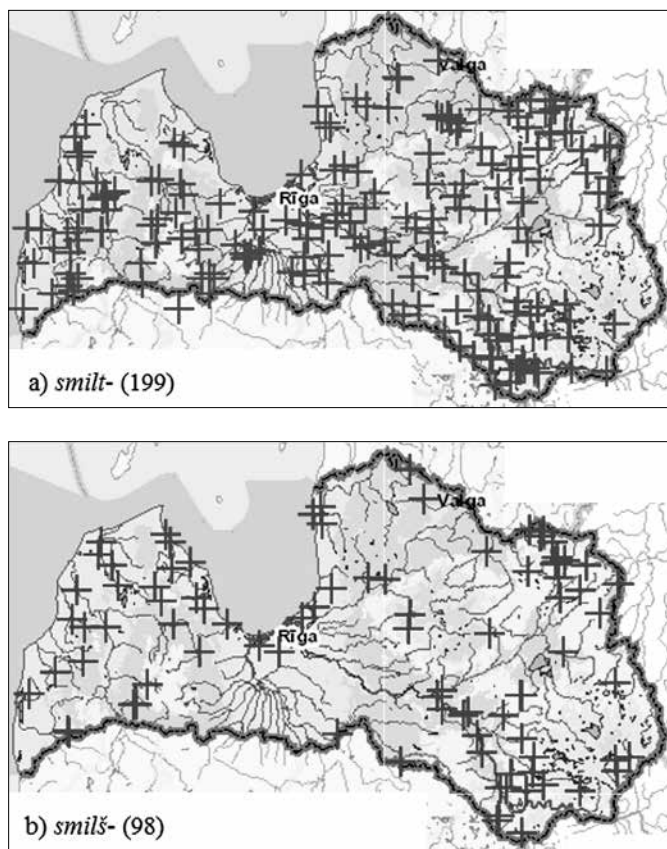 Valga
Rīga
a) smilt- (199)
Valga
Rīga
b) smilš- (98)